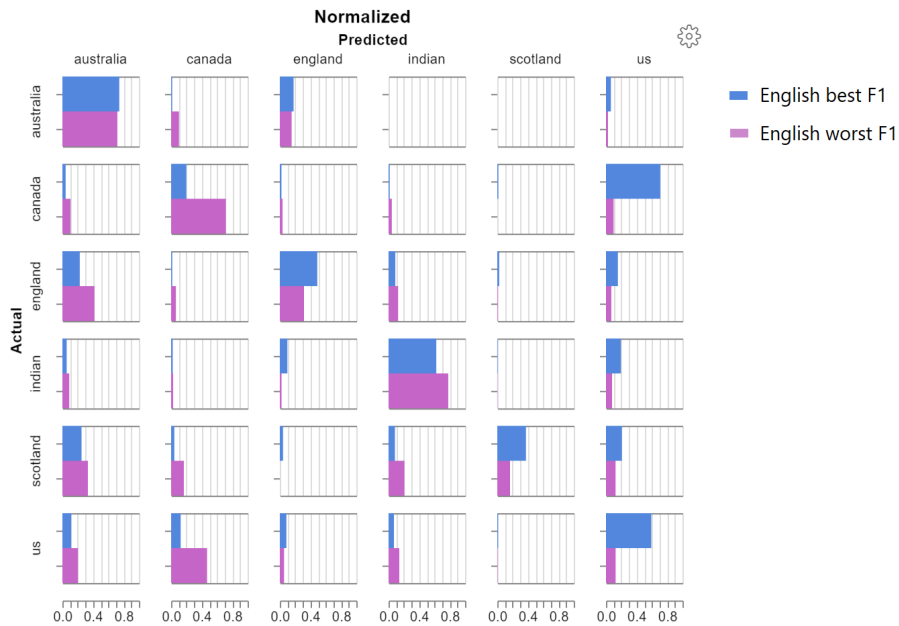 Normalized
Predicted
australia canada england indian scotland us
English best F1
English worst F1
Actual
australia
canada
england
indian
scotland
us
0.0 0.4 0.8 0.0 0.4 0.8 0.0 0.4 0.8 0.0 0.4 0.8 0.0 0.4 0.8 0.0 0.4 0.8